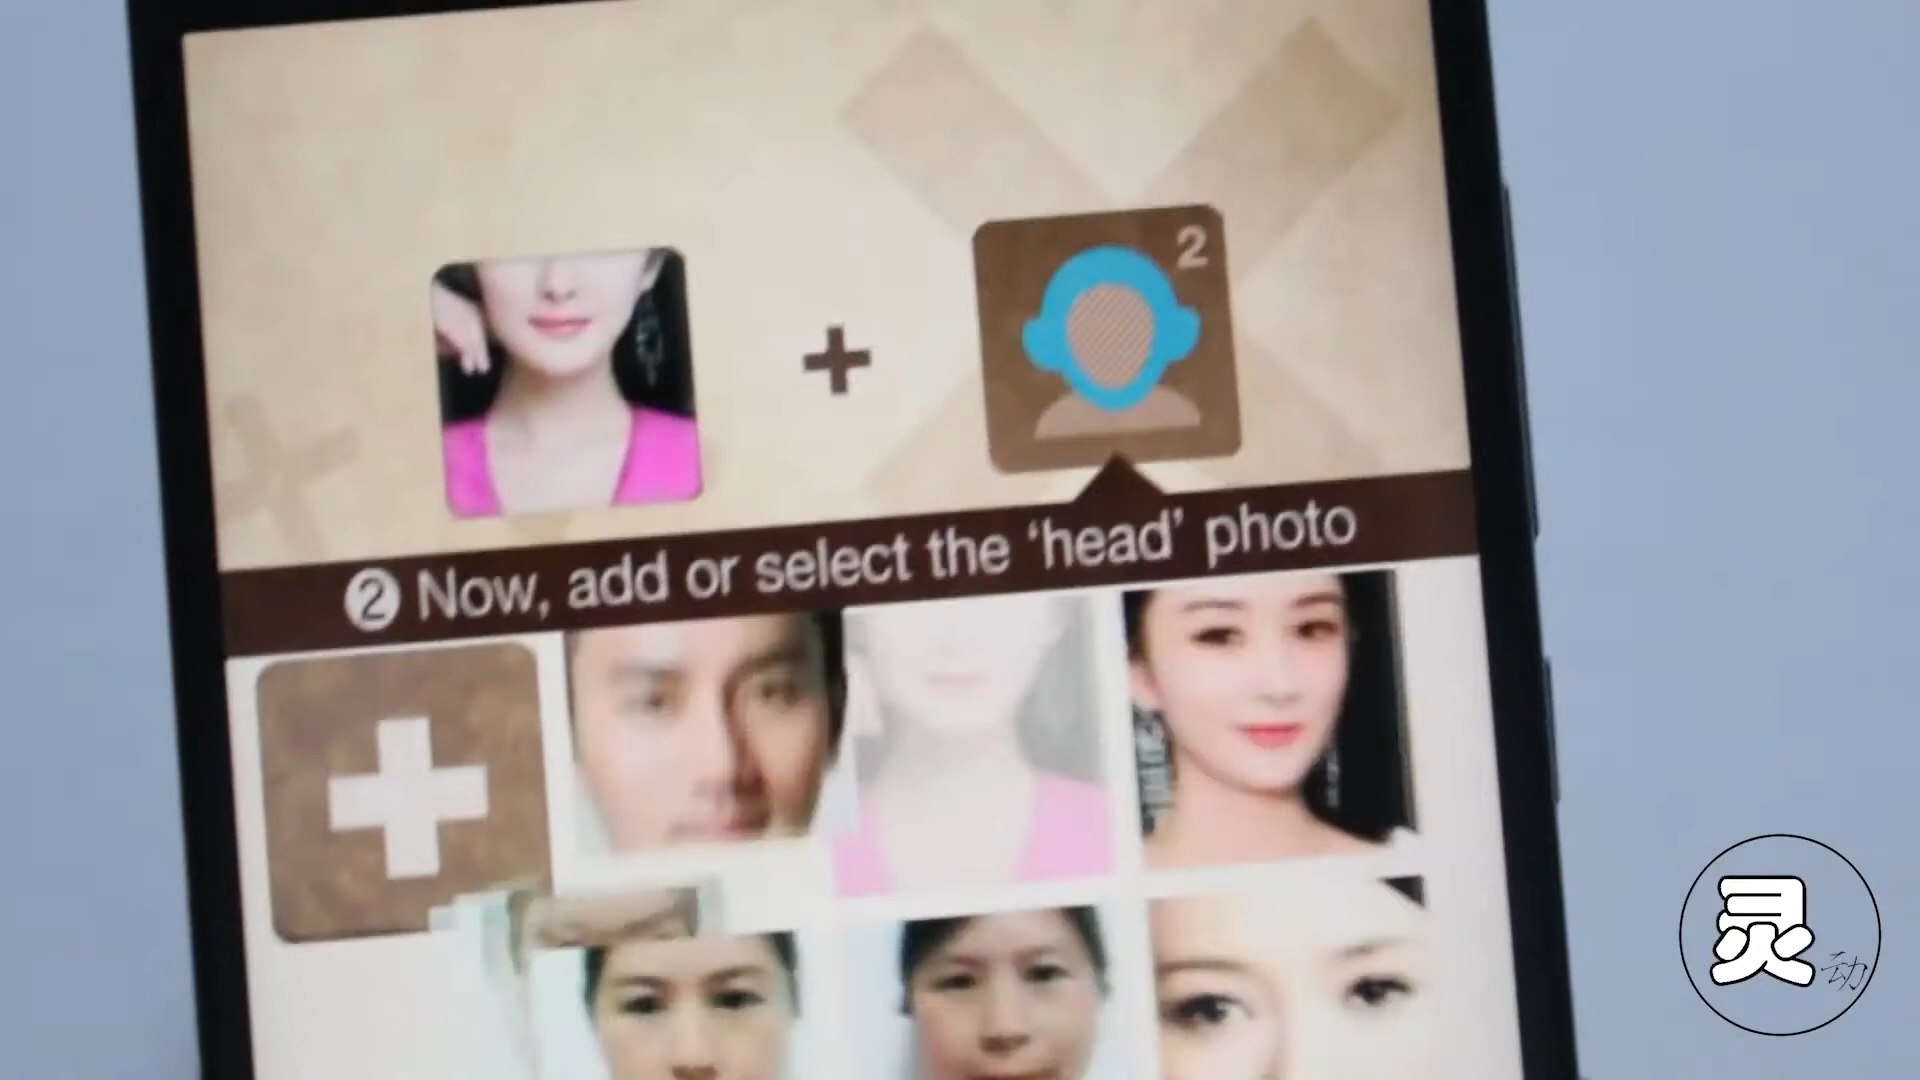 2
② Now, add or select the 'head' photo
灵动